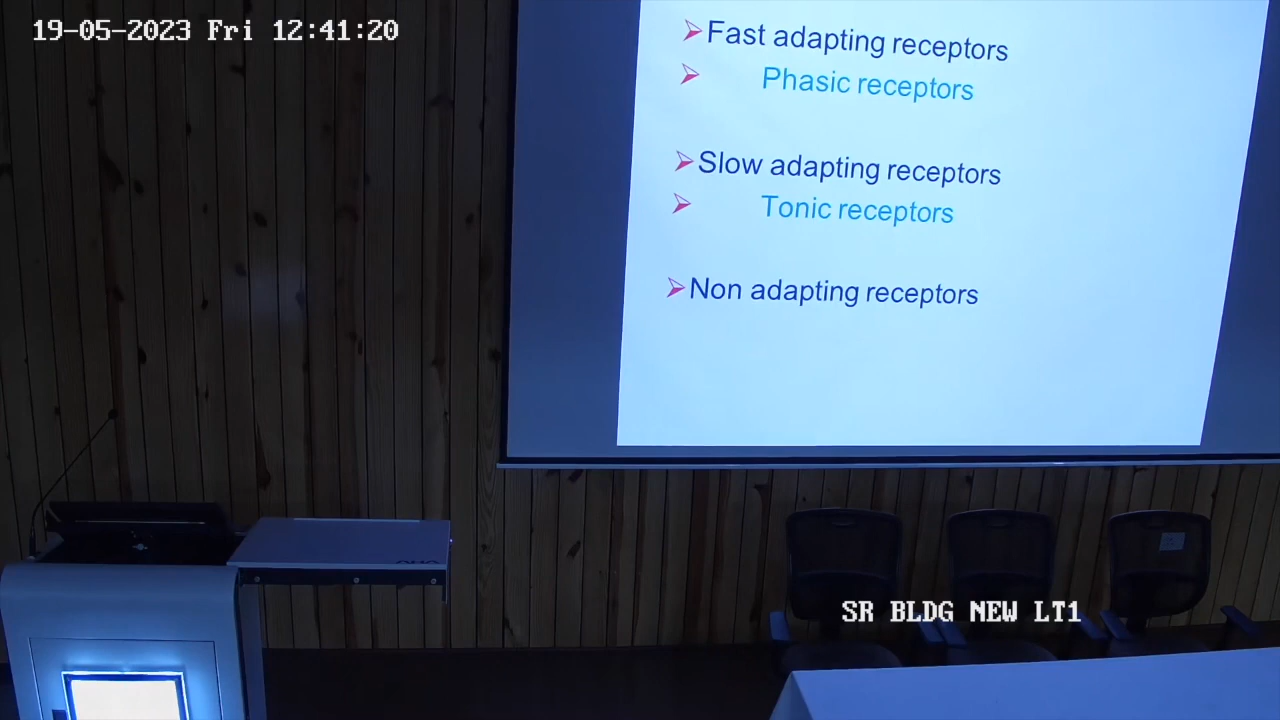 19-05-2023 Fri 12:41:20
Fast adapting receptors
Phasic receptors
Slow adapting receptors
Tonic receptors
Non adapting receptors
SR BLDG NEW LT1